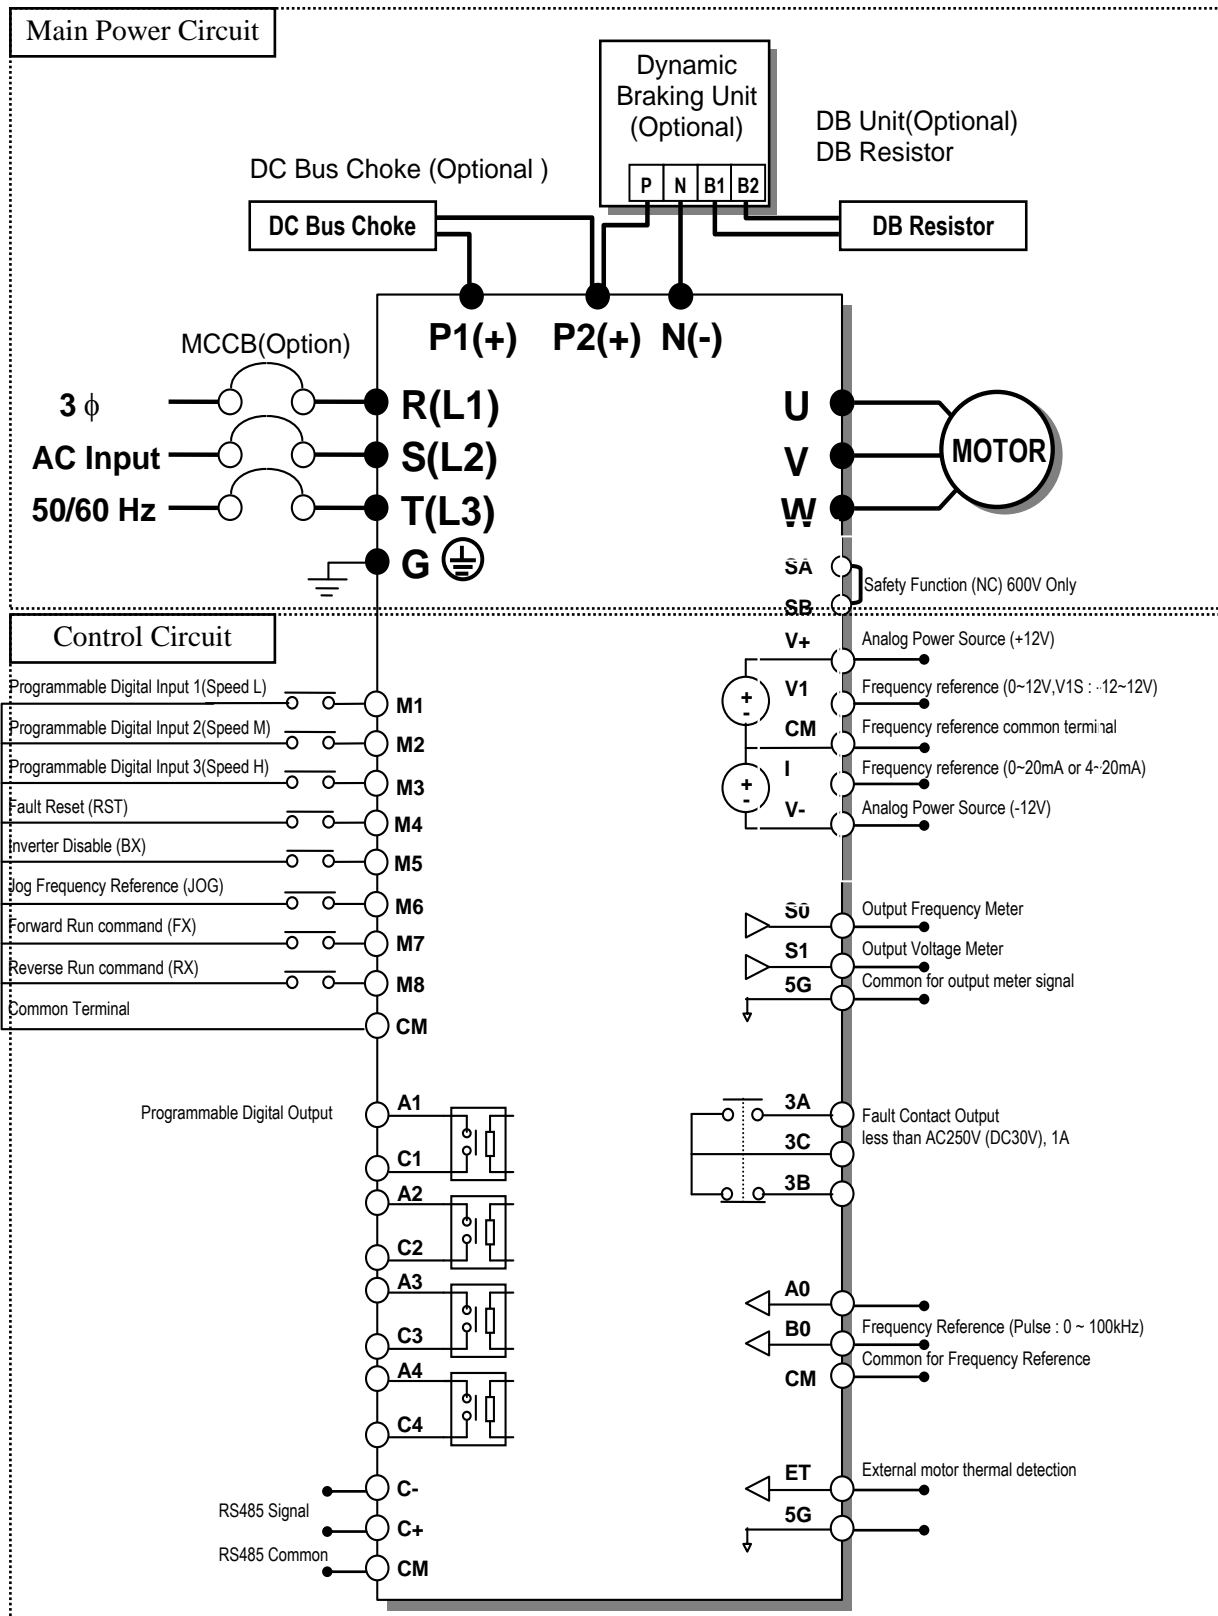 Main Power Circuit
Dynamic
Braking Unit
(Optional)
P N B1 B2
DB Unit(Optional)
DB Resistor
DC Bus Choke (Optional )
DC Bus Choke
DB Resistor
P1(+) P2(+) N(-)
MCCB(Option)
3 ϕ
AC Input
50/60 Hz
R(L1)
S(L2)
T(L3)
G
U
V
W
MOTOR
SA
SB
Safety Function (NC) 600V Only
Control Circuit
Programmable Digital Input 1(Speed L)
M1
Programmable Digital Input 2(Speed M)
M2
Programmable Digital Input 3(Speed H)
M3
Fault Reset (RST)
M4
Inverter Disable (BX)
M5
Jog Frequency Reference (JOG)
M6
Forward Run command (FX)
M7
Reverse Run command (RX)
M8
Common Terminal
CM
V+
Analog Power Source (+12V)
+
-
V1
Frequency reference (0~12V,V1S : -12~12V)
CM
Frequency reference common terminal
+
-
I
Frequency reference (0~20mA or 4~20mA)
V-
Analog Power Source (-12V)
S0
Output Frequency Meter
S1
Output Voltage Meter
5G
Common for output meter signal
Programmable Digital Output
A1
C1
A2
C2
A3
C3
A4
C4
3A
3C
3B
Fault Contact Output
less than AC250V (DC30V), 1A
A0
B0
Frequency Reference (Pulse : 0 ~ 100kHz)
CM
Common for Frequency Reference
C-
RS485 Signal
C+
RS485 Common
CM
ET
External motor thermal detection
5G